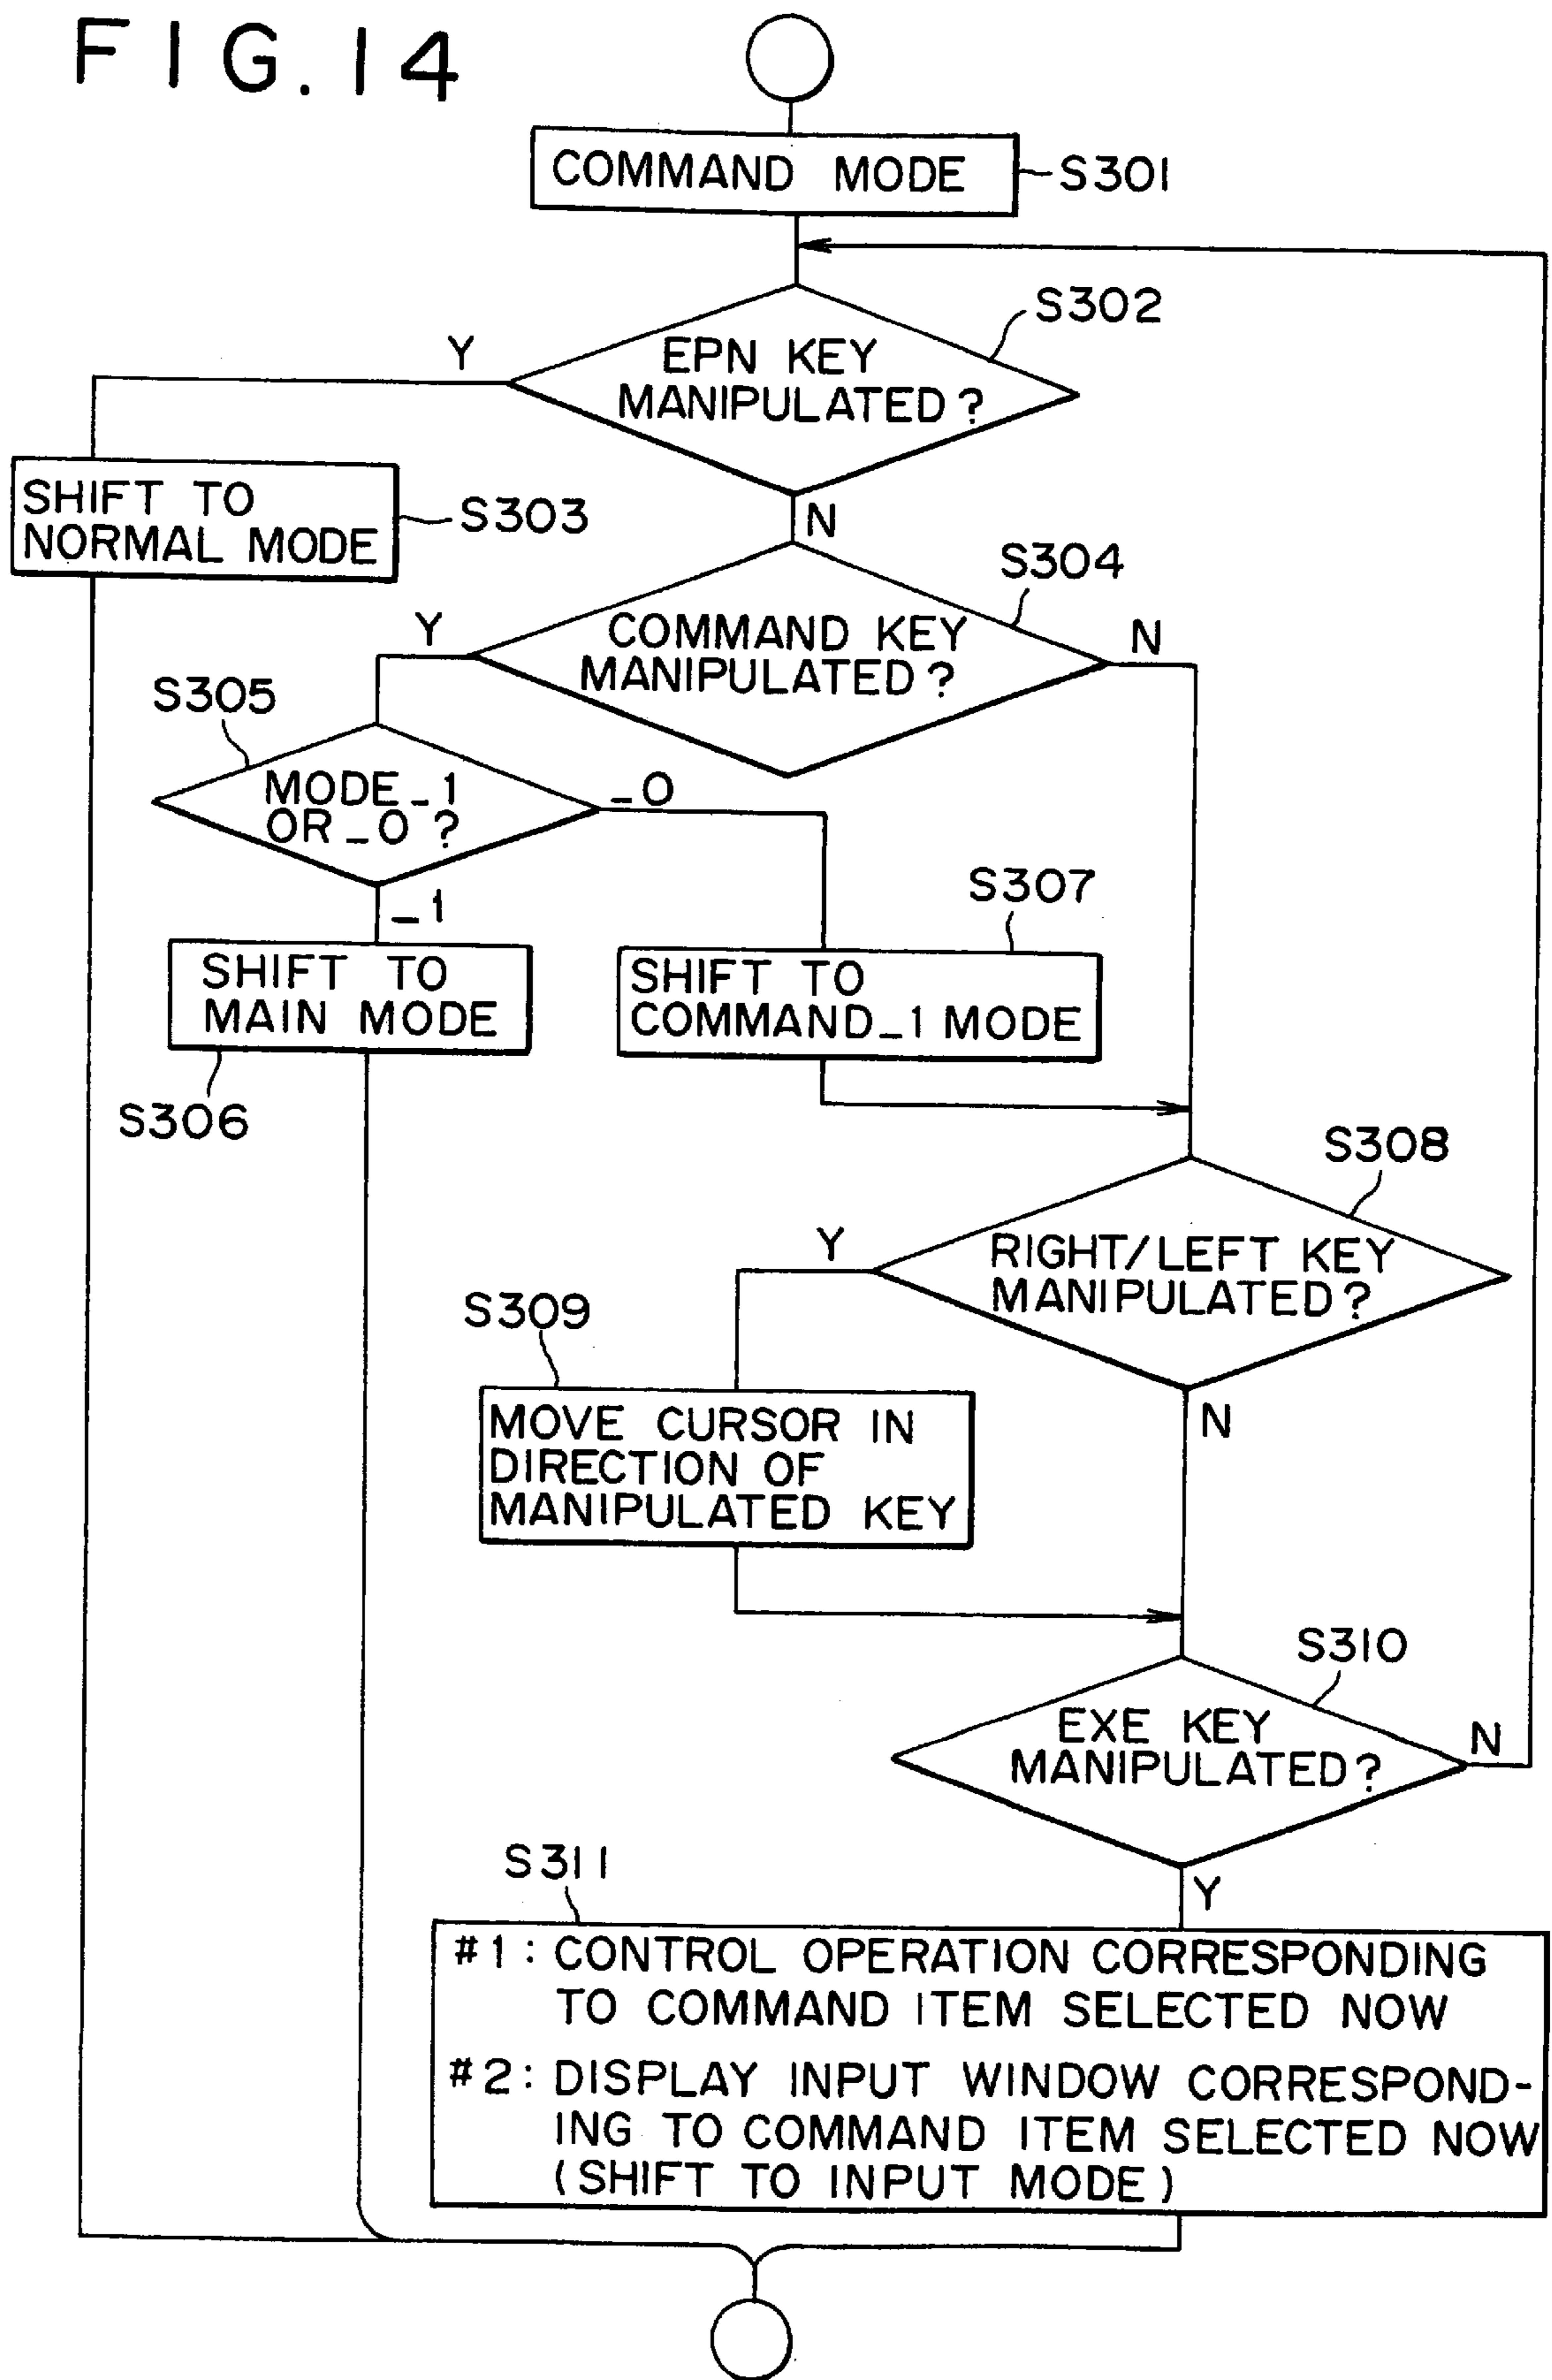 FIG.14
COMMAND MODE
S301
S302
EPN KEY
MANIPULATED?
Y
N
SHIFT TO
NORMAL MODE
S303
S304
COMMAND KEY
MANIPULATED?
Y
N
S305
MODE_1
OR_0?
_0
_1
SHIFT TO
MAIN MODE
S306
S307
SHIFT TO
COMMAND_1 MODE
S308
RIGHT/LEFT KEY
MANIPULATED?
Y
N
S309
MOVE CURSOR IN
DIRECTION OF
MANIPULATED KEY
S310
EXE KEY
MANIPULATED?
N
Y
S311
#1: CONTROL OPERATION CORRESPONDING
TO COMMAND ITEM SELECTED NOW
#2: DISPLAY INPUT WINDOW CORRESPOND-
ING TO COMMAND ITEM SELECTED NOW
(SHIFT TO INPUT MODE)